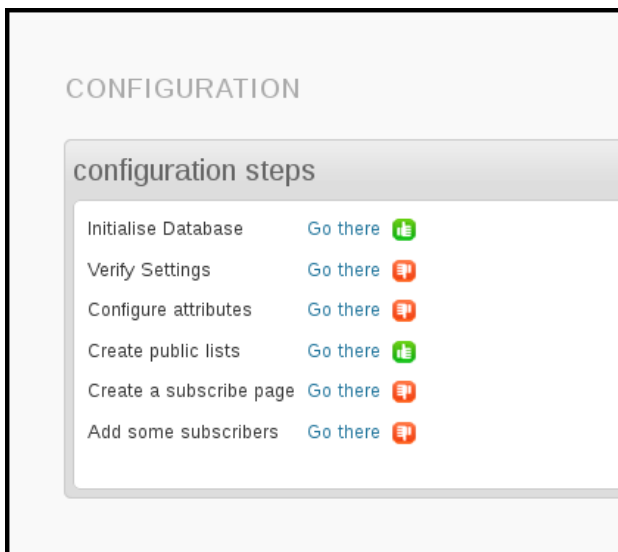 CONFIGURATION
configuration steps
Initialise Database Go there
Verify Settings Go there
Configure attributes Go there
Create public lists Go there
Create a subscribe page Go there
Add some subscribers Go there